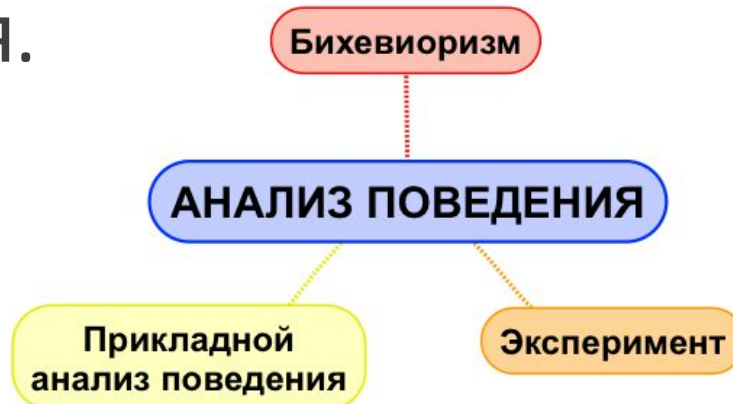 я.
Бихевиоризм
АНАЛИЗ ПОВЕДЕНИЯ
Прикладной
анализ поведения
Эксперимент